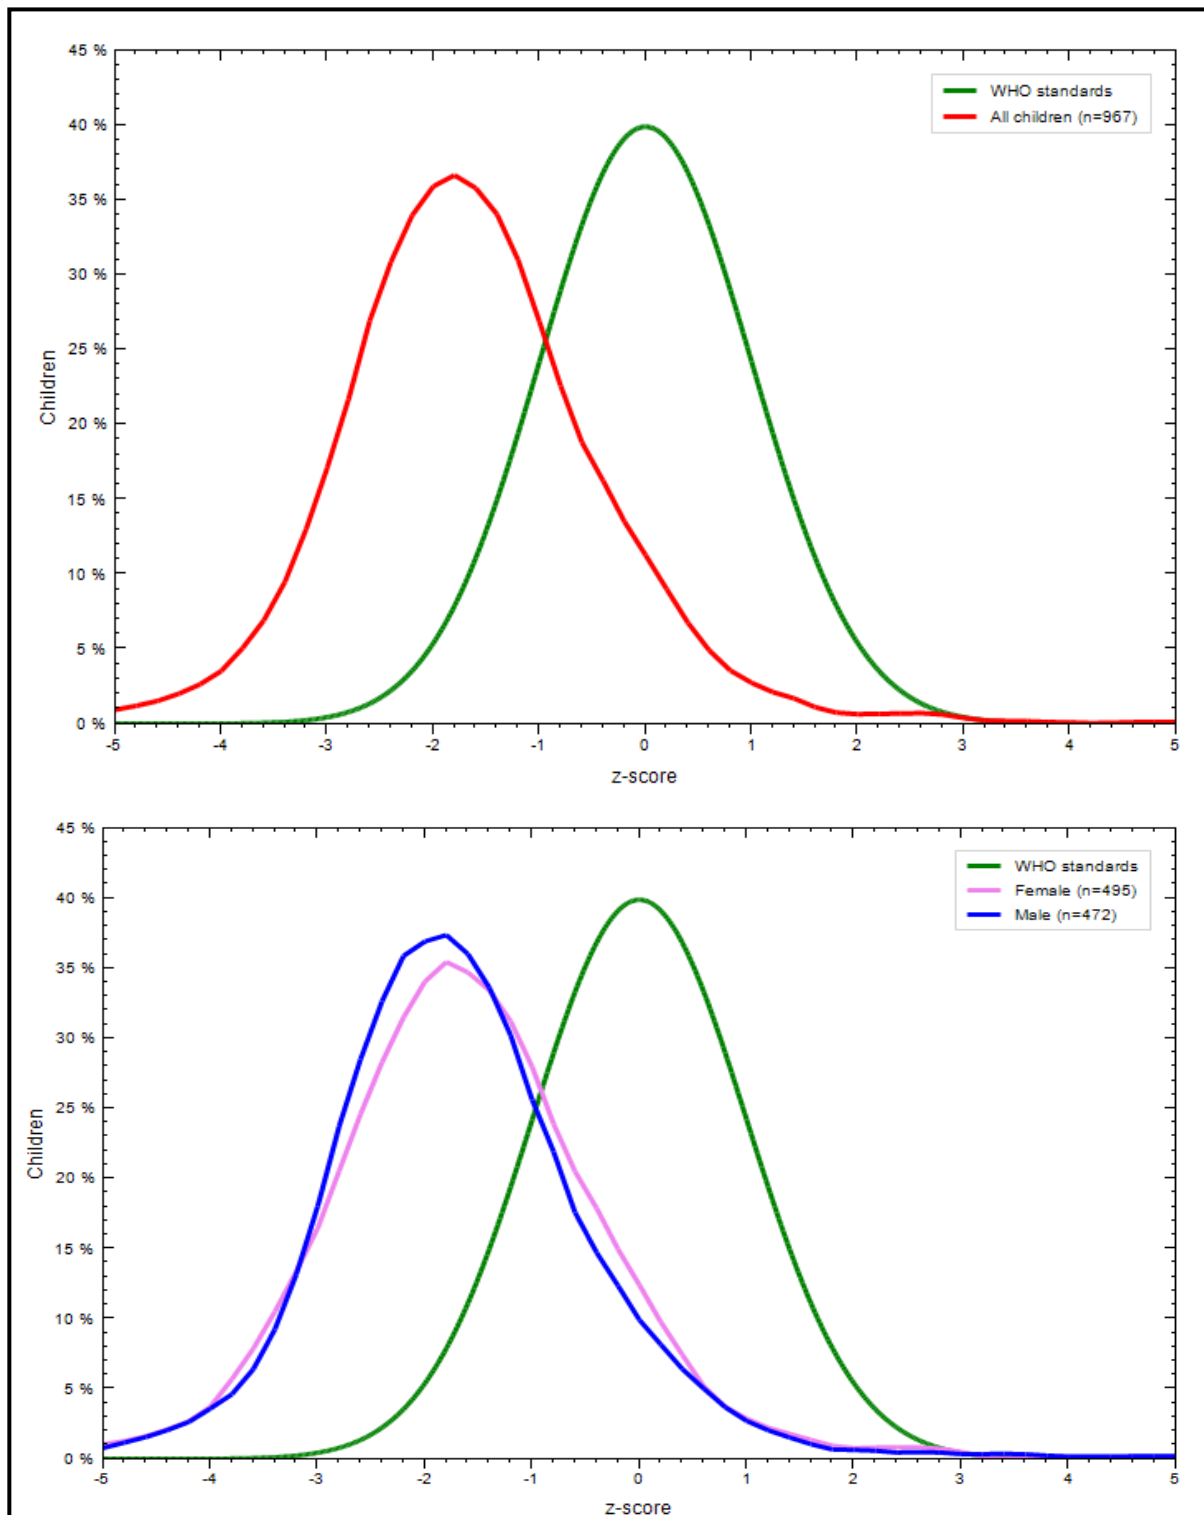 45 %
40 %
35 %
30 %
25 %
20 %
15 %
10 %
5 %
0 %
Children
WHO standards
All children (n=967)
-5 -4 -3 -2 -1 0 1 2 3 4 5
z-score
45 %
40 %
35 %
30 %
25 %
20 %
15 %
10 %
5 %
0 %
Children
WHO standards
Female (n=495)
Male (n=472)
-5 -4 -3 -2 -1 0 1 2 3 4 5
z-score